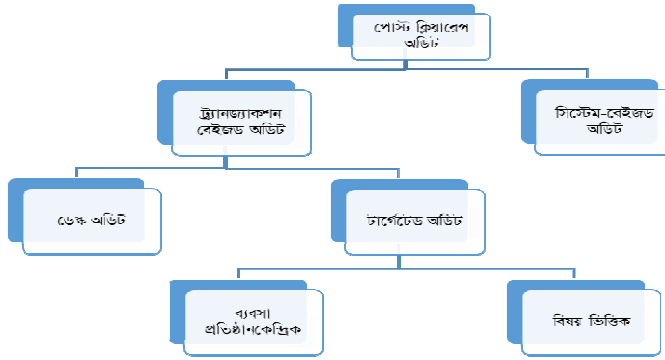 পোস্ট ক্লিয়ারেন্স
অডিট
ট্র্যানজ্যাকশন
বেইজড অডিট
সিস্টেম-বেইজড
অডিট
ডেস্ক অডিট
টার্গেটেড অডিট
ব্যবসা
প্রতিষ্ঠানকেন্দ্রিক
বিষয় ভিত্তিক